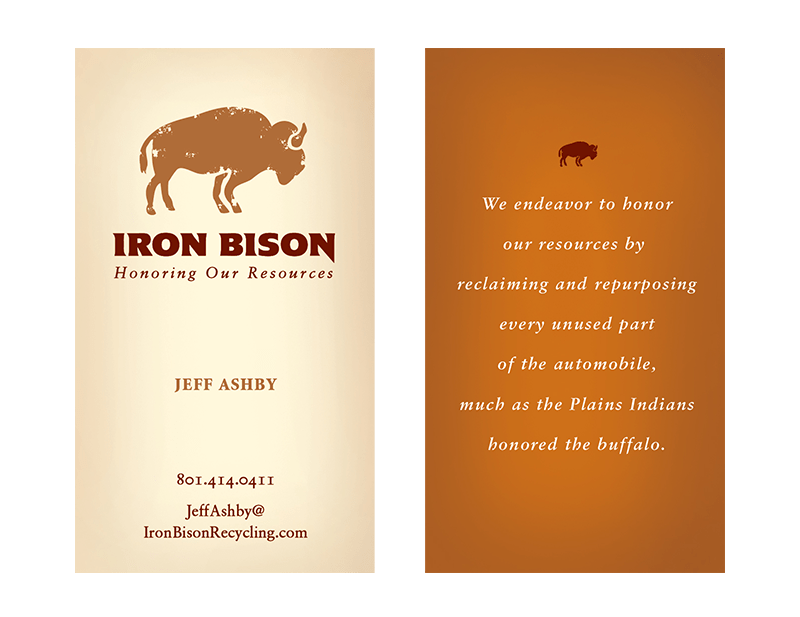 IRON BISON
Honoring Our Resources
JEFF ASHBY
801.414.0411
JeffAshby@
IronBisonRecycling.com
We endeavor to honor
our resources by
reclaiming and repurposing
every unused part
of the automobile,
much as the Plains Indians
honored the buffalo.